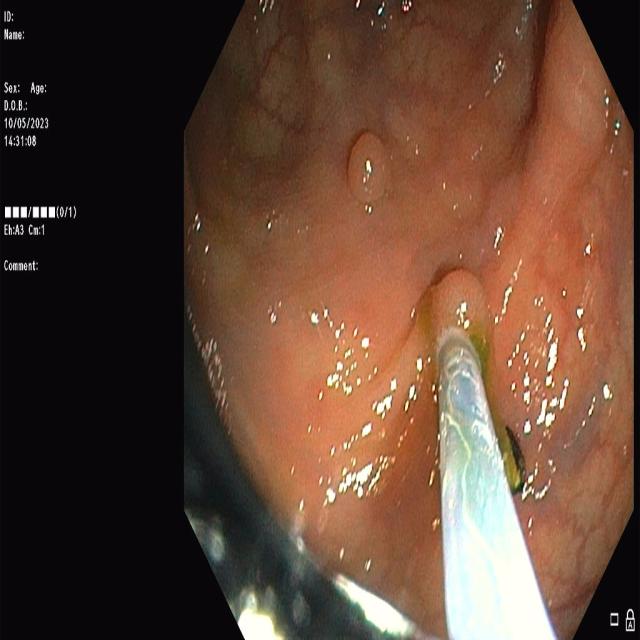 ID:
Name:
Sex: Age:
D.O.B.:
10/05/2023
14:31:08
■■■/■■■(0/1)
Eh:A3 Cm:1
Comment:
A